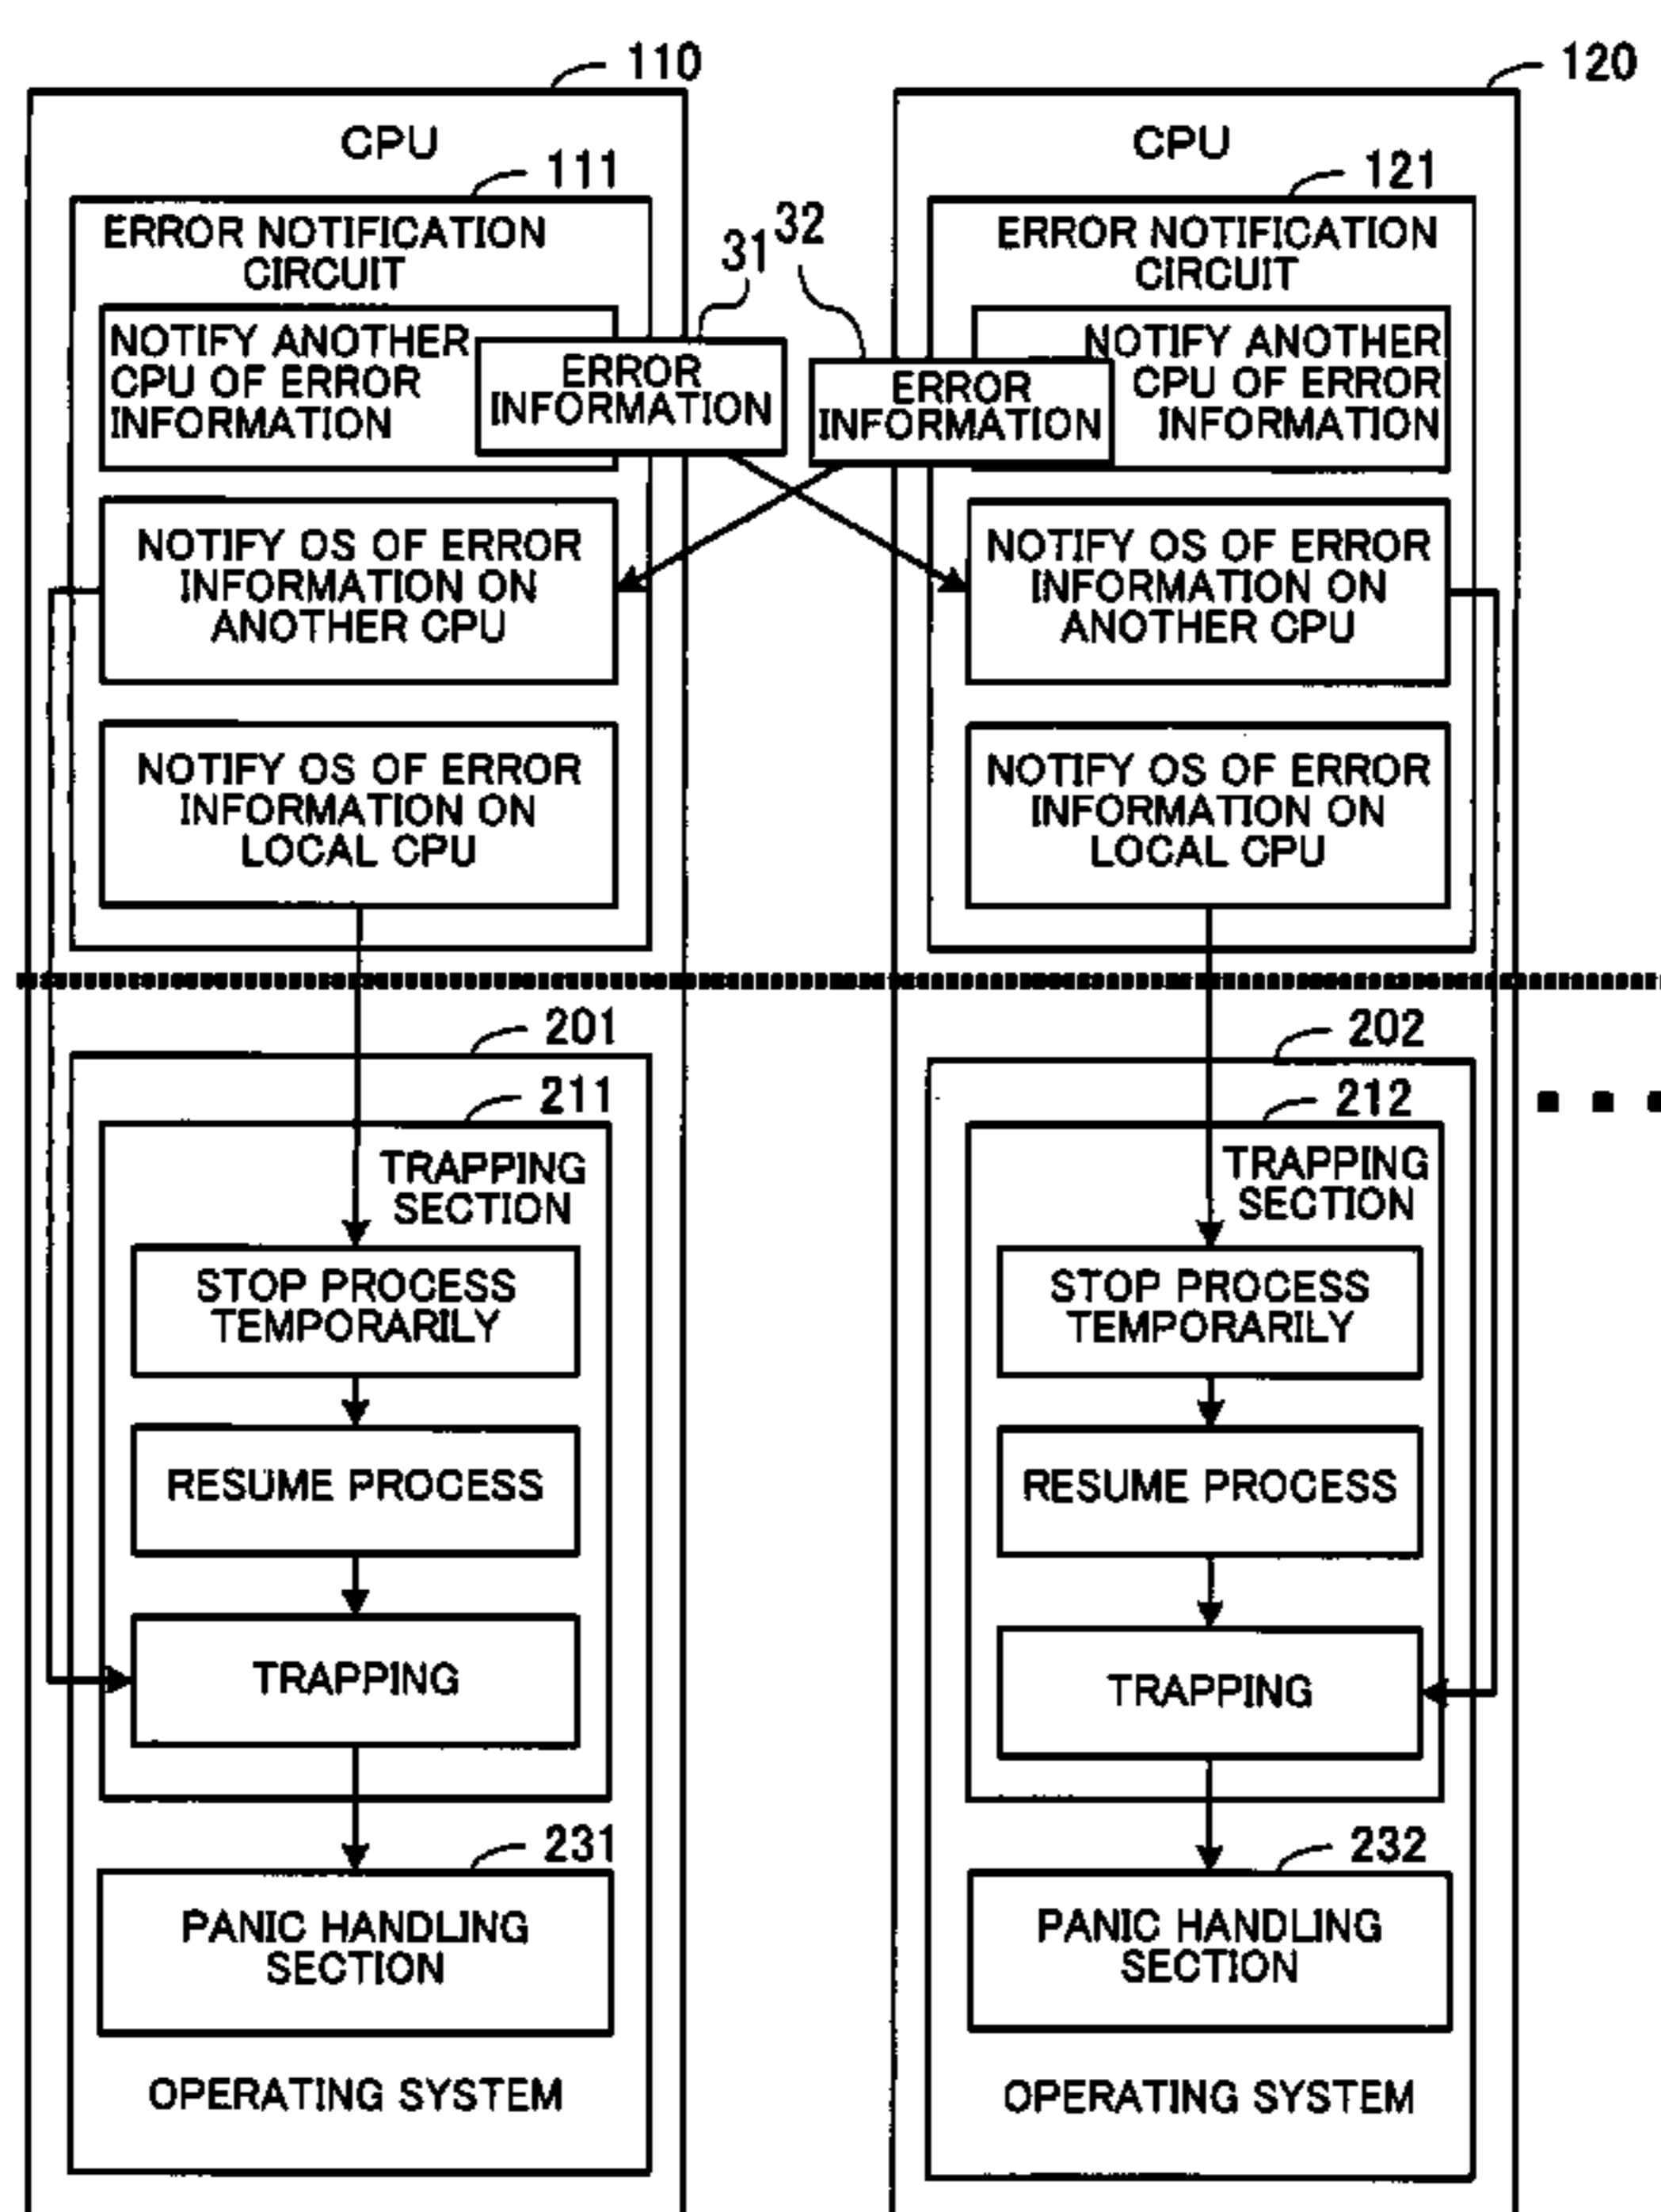 110
CPU
111
ERROR NOTIFICATION
CIRCUIT
NOTIFY ANOTHER
CPU OF ERROR
INFORMATION
31
ERROR
INFORMATION
NOTIFY OS OF ERROR
INFORMATION ON
ANOTHER CPU
NOTIFY OS OF ERROR
INFORMATION ON
LOCAL CPU
201
211
TRAPPING
SECTION
STOP PROCESS
TEMPORARILY
RESUME PROCESS
TRAPPING
231
PANIC HANDLING
SECTION
OPERATING SYSTEM
120
CPU
121
ERROR NOTIFICATION
CIRCUIT
32
ERROR
INFORMATION
NOTIFY ANOTHER
CPU OF ERROR
INFORMATION
NOTIFY OS OF ERROR
INFORMATION ON
ANOTHER CPU
NOTIFY OS OF ERROR
INFORMATION ON
LOCAL CPU
202
212
TRAPPING
SECTION
STOP PROCESS
TEMPORARILY
RESUME PROCESS
TRAPPING
232
PANIC HANDLING
SECTION
OPERATING SYSTEM